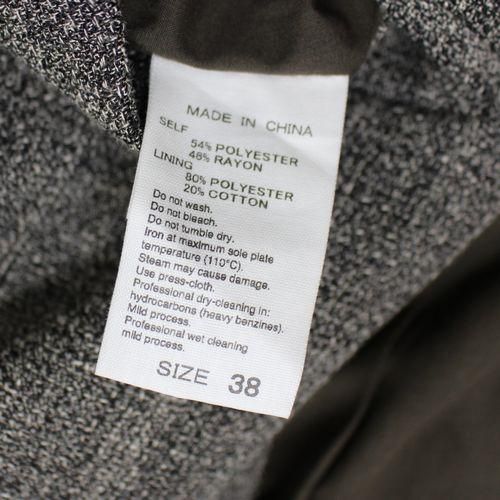 MADE IN CHINA
SELF
54% POLYESTER
46% RAYON
LINING
80% POLYESTER
20% COTTON
Do not wash.
Do not bleach.
Do not tumble dry.
Iron at maximum sole plate
temperature (110°C).
Steam may cause damage.
Use press-cloth.
Professional dry-cleaning in:
hydrocarbons (heavy benzines).
Mild process.
Professional wet cleaning
mild process.
SIZE 38